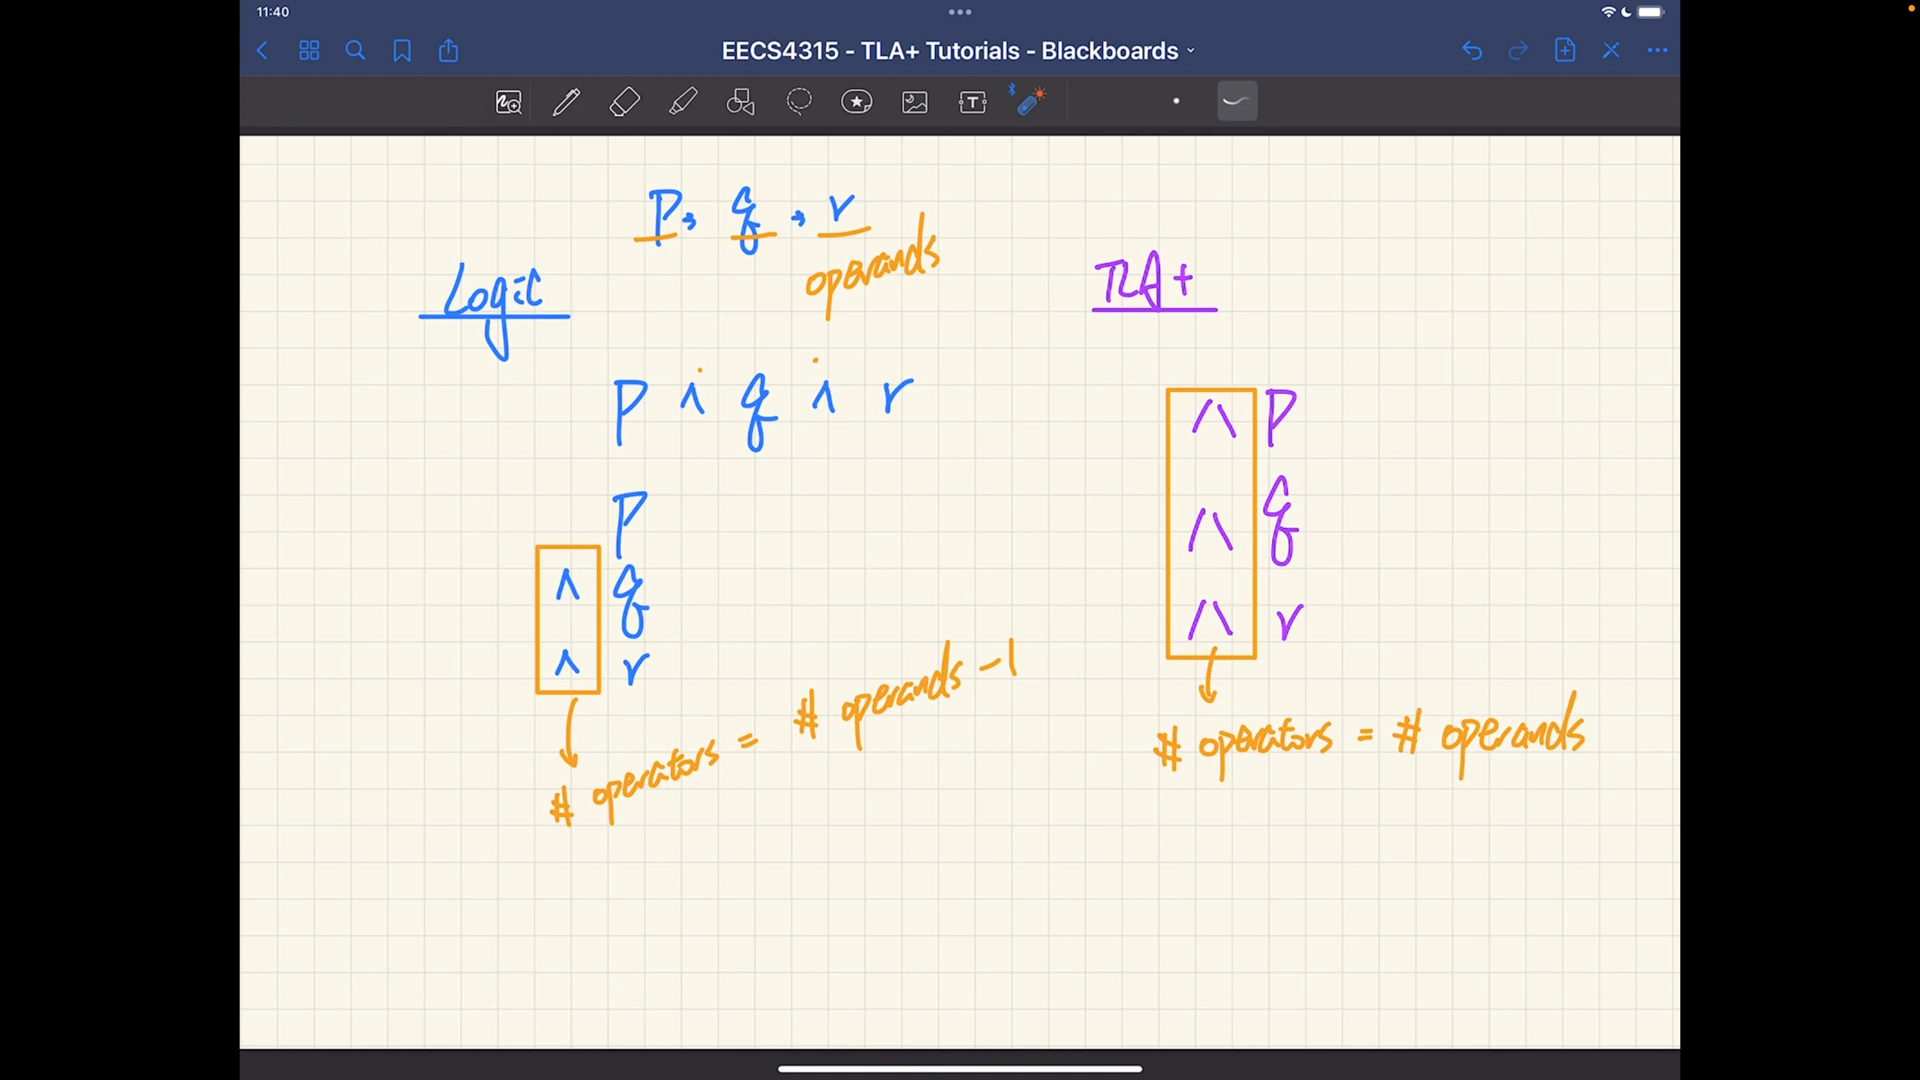 11:40
EECS4315 - TLA+ Tutorials - Blackboards
p, q, r
operands
Logic
TLA+
p ∧ q ∧ r
p
∧ q
∧ r
# operators = # operands -1
/\ p
/\ q
/\ r
# operators = # operands